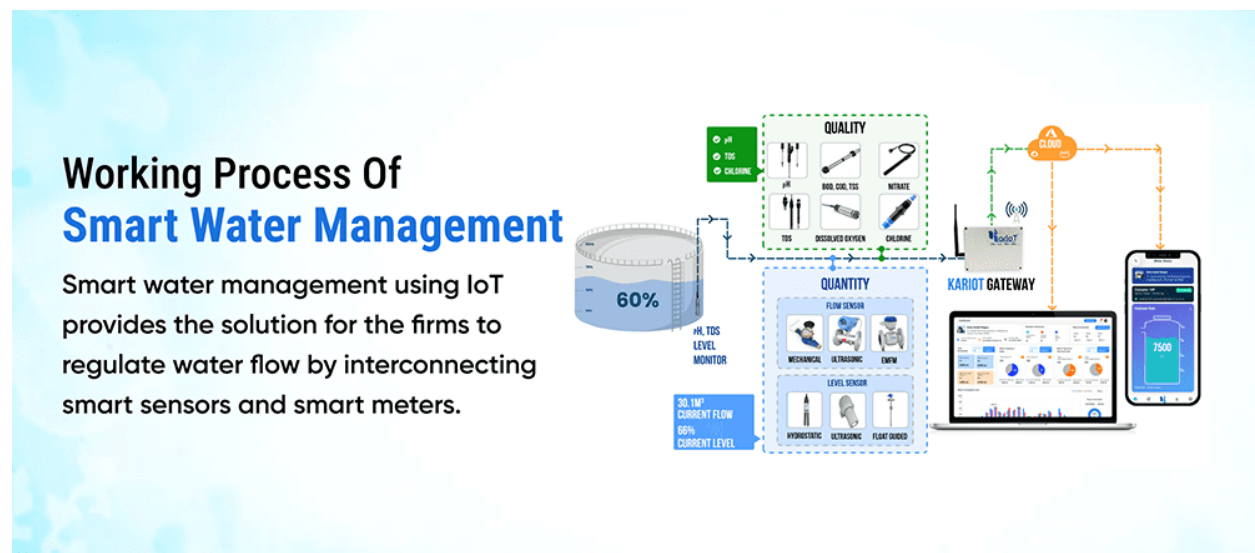 Working Process Of
Smart Water Management
Smart water management using IoT
provides the solution for the firms to
regulate water flow by interconnecting
smart sensors and smart meters.
60%
pH, TDS
LEVEL
MONITOR
pH
TDS
CHLORINE
QUALITY
pH
BOD, COD, TSS
NITRATE
TDS
DISSOLVED OXYGEN
CHLORINE
QUANTITY
FLOW SENSOR
MECHANICAL
ULTRASONIC
EMFM
LEVEL SENSOR
HYDROSTATIC
ULTRASONIC
FLOAT GUIDED
30.1M³
CURRENT FLOW
66%
CURRENT LEVEL
CLOUD
KARIOT GATEWAY
7500